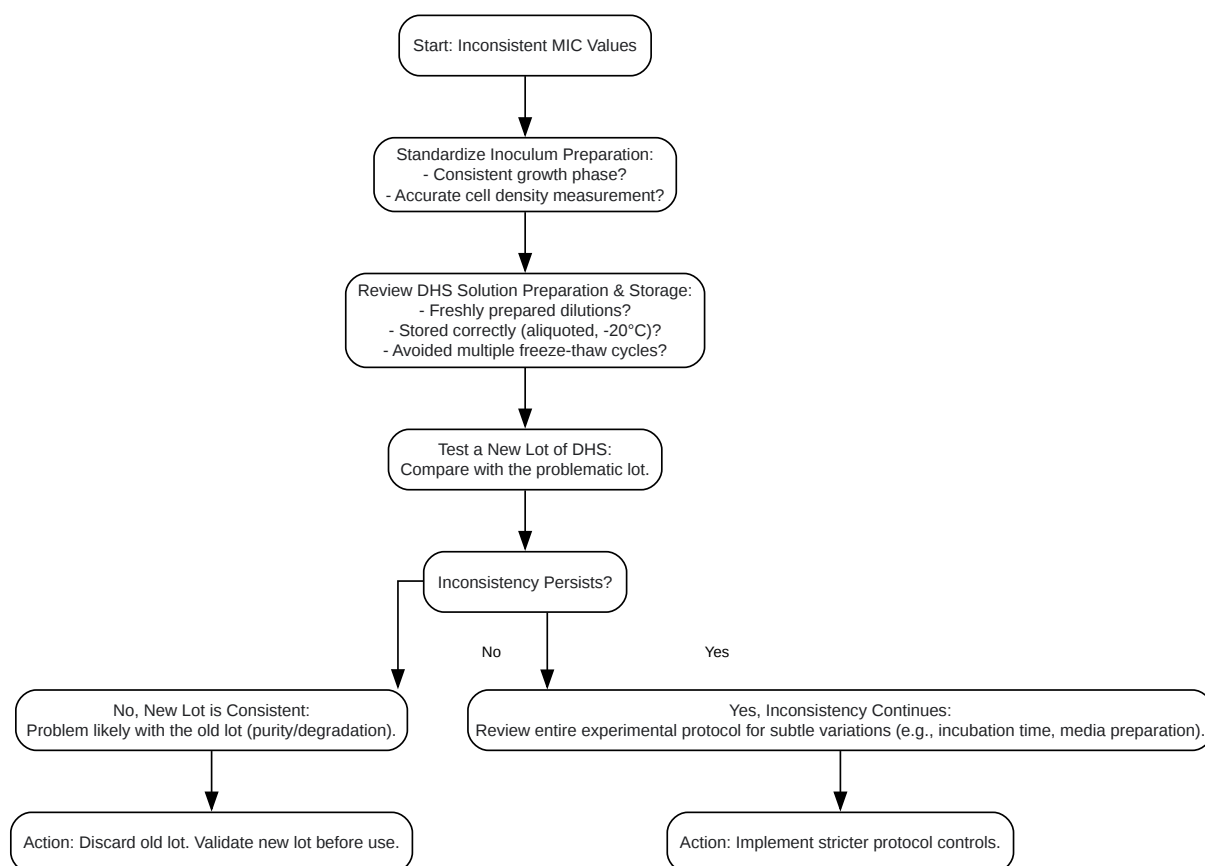 Start: Inconsistent MIC Values
Standardize Inoculum Preparation:
- Consistent growth phase?
- Accurate cell density measurement?
Review DHS Solution Preparation & Storage:
- Freshly prepared dilutions?
- Stored correctly (aliquoted, -20°C)?
- Avoided multiple freeze-thaw cycles?
Test a New Lot of DHS:
Compare with the problematic lot.
Inconsistency Persists?
No
Yes
No, New Lot is Consistent:
Problem likely with the old lot (purity/degradation).
Yes, Inconsistency Continues:
Review entire experimental protocol for subtle variations (e.g., incubation time, media preparation).
Action: Discard old lot. Validate new lot before use.
Action: Implement stricter protocol controls.